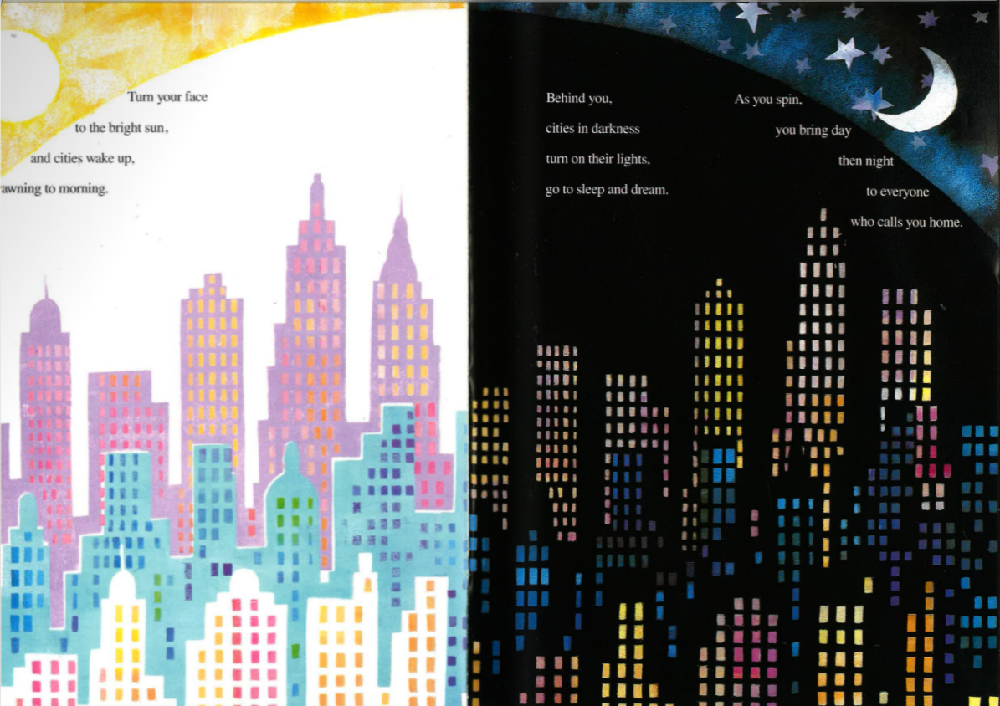 Turn your face
to the bright sun,
and cities wake up,
awning to morning.
Behind you,
cities in darkness
turn on their lights,
go to sleep and dream.
As you spin,
you bring day
then night
to everyone
who calls you home.